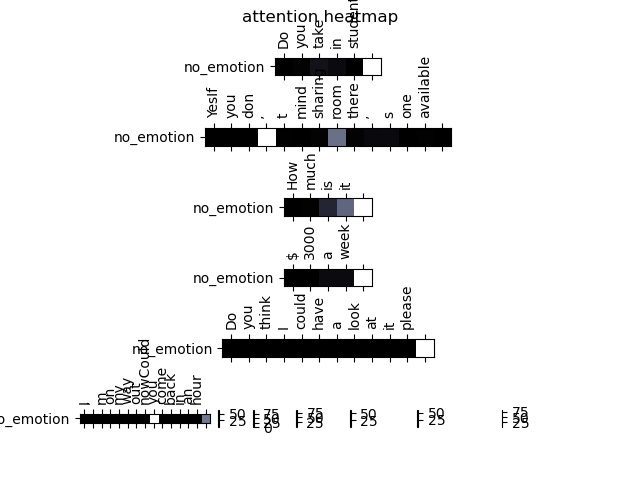 attention heatmap
Do you take in student
no_emotion
YesIf you don ' t mind sharing room there ' s one available
no_emotion
How much is it
no_emotion
$ 3000 a week
no_emotion
Do you think I could have a look at it please
no_emotion
I m on my way out nowCould you come back in an hour
o_emotion
50 75 75 50 50 75
25 50 50 25 25 50
25 25 25
0